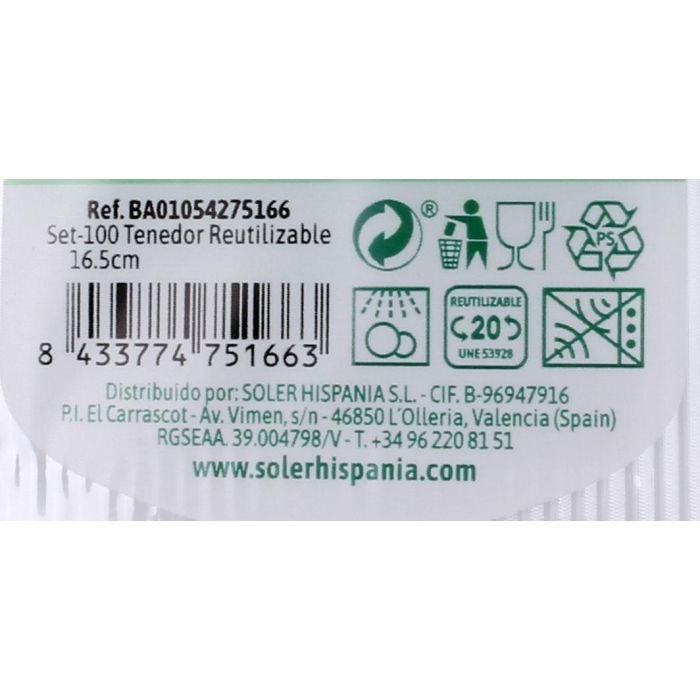 Ref. BA01054275166
Set-100 Tenedor Reutilizable
16.5cm
8 433774 751663
®
PS
REUTILIZABLE
20
UNE 53928
Distribuido por: SOLER HISPANIA S.L. - CIF. B-96947916
P.I. El Carrascot - Av. Vimen, s/n - 46850 L'Olleria, Valencia (Spain)
RGSEAA. 39.004798/V - T. +34 96 220 81 51
www.solerhispania.com